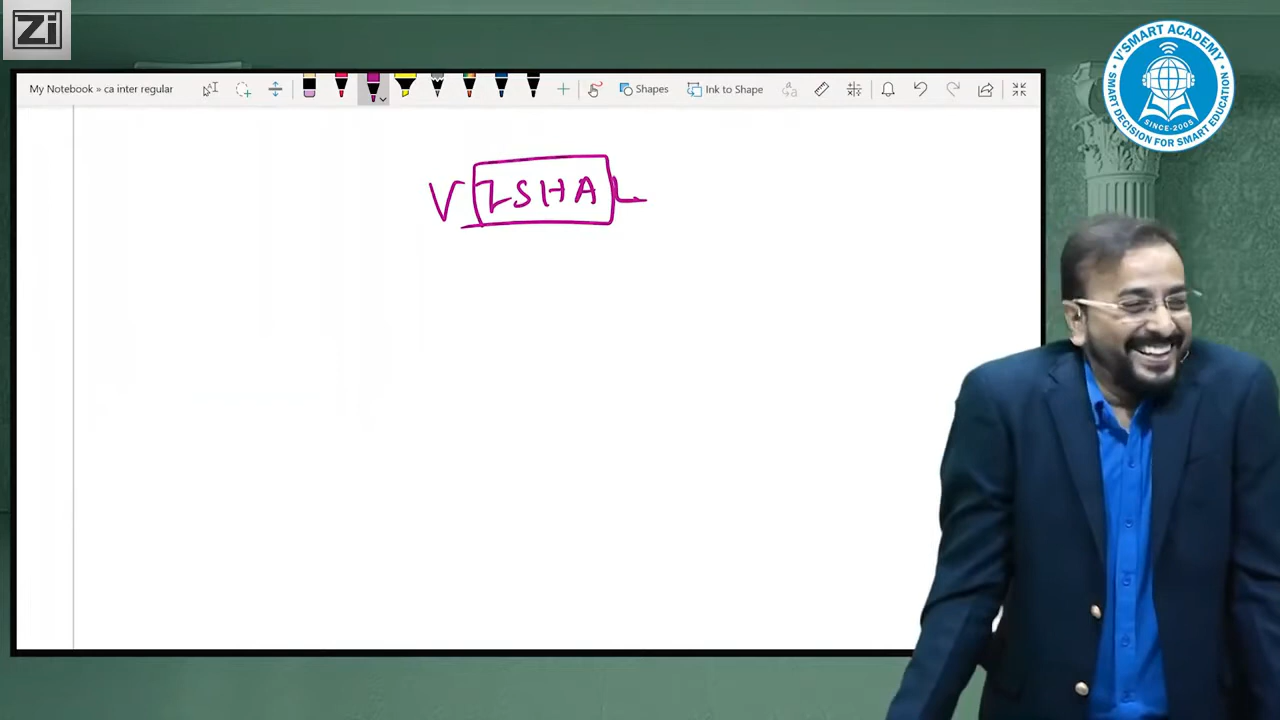 Zi
V'SMART ACADEMY
SINCE-2005
SMART DECISION FOR SMART EDUCATION
My Notebook » ca inter regular
Shapes
Ink to Shape
VISHAL